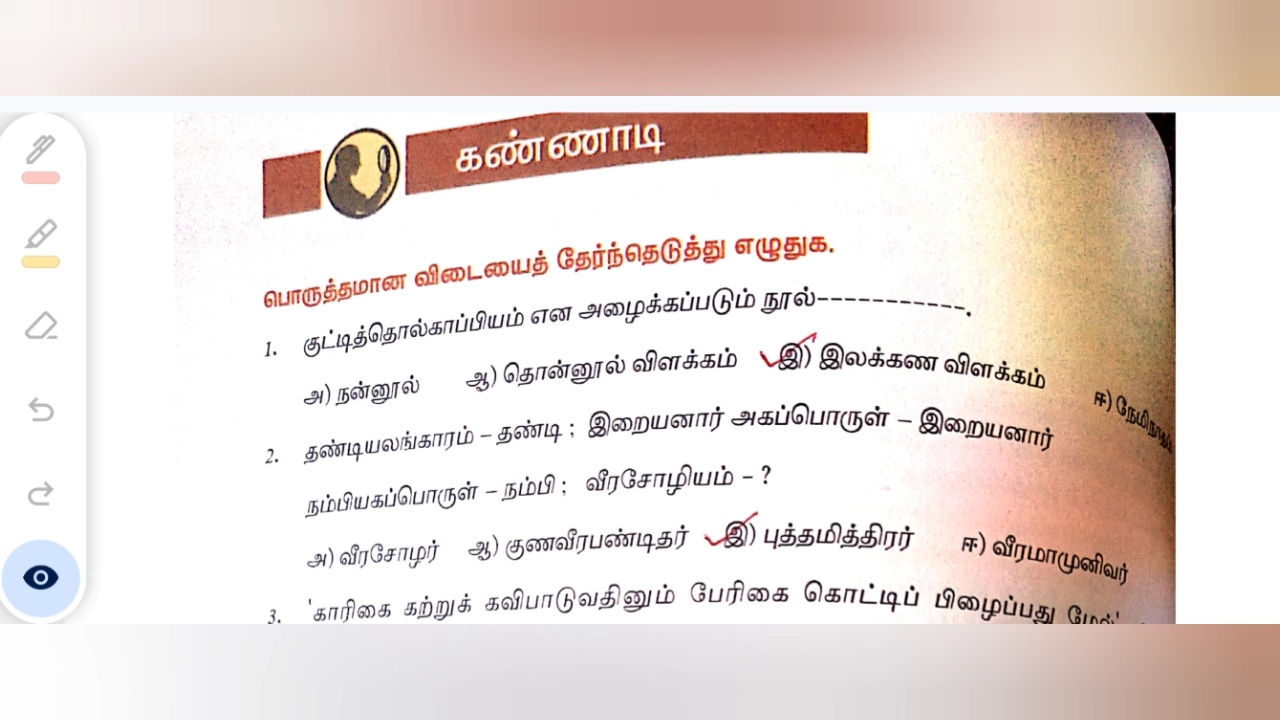 கண்ணாடி
பொருத்தமான விடையைத் தேர்ந்தெடுத்து எழுதுக.
1. குட்டித்தொல்காப்பியம் என அழைக்கப்படும் நூல்-----------.
அ) நன்னூல் ஆ) தொன்னூல் விளக்கம் இ) இலக்கண விளக்கம் ஈ) நேமிநாதம்
2. தண்டியலங்காரம் – தண்டி ; இறையனார் அகப்பொருள் – இறையனார்
நம்பியகப்பொருள் – நம்பி ; வீரசோழியம் – ?
அ) வீரசோழர் ஆ) குணவீரபண்டிதர் இ) புத்தமித்திரர் ஈ) வீரமாமுனிவர்
3. 'காரிகை கற்றுக் கவிபாடுவதினும் பேரிகை கொட்டிப் பிழைப்பது மேல்'